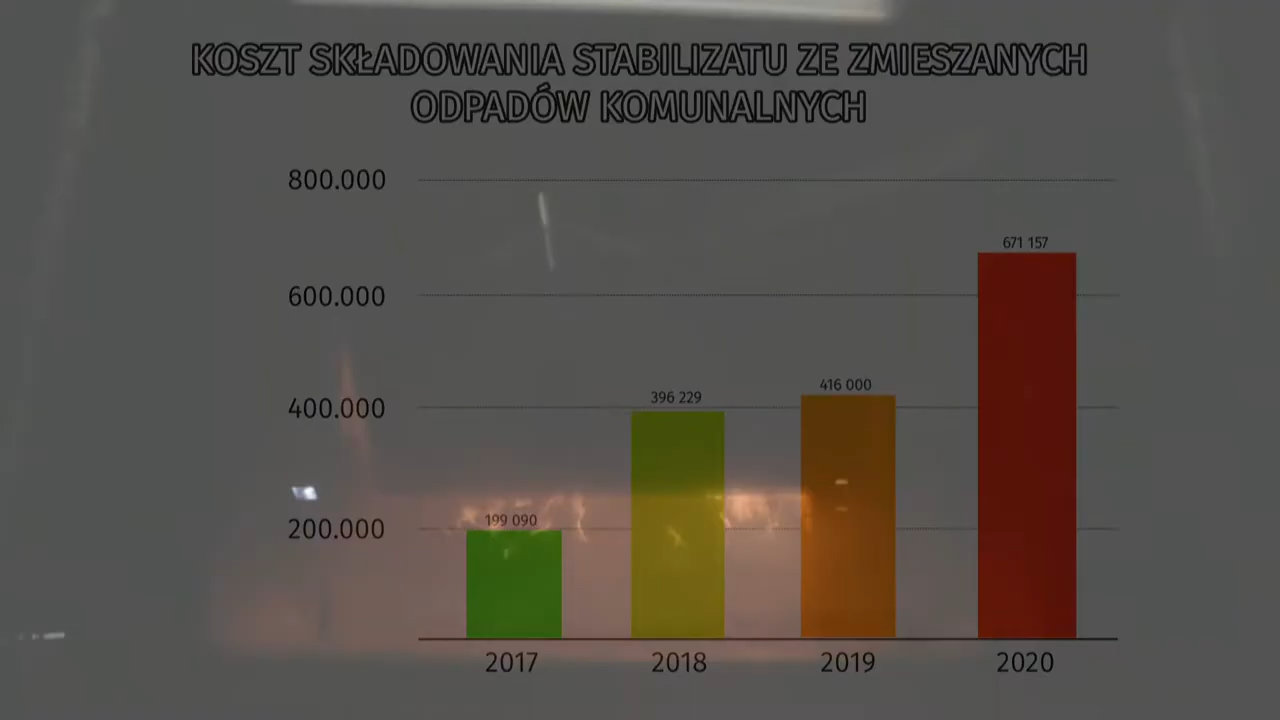 KOSZT SKŁADOWANIA STABILIZATU ZE ZMIESZANYCH
ODPADÓW KOMUNALNYCH
800.000
671 157
600.000
416 000
396 229
400.000
199 090
200.000
2017 2018 2019 2020